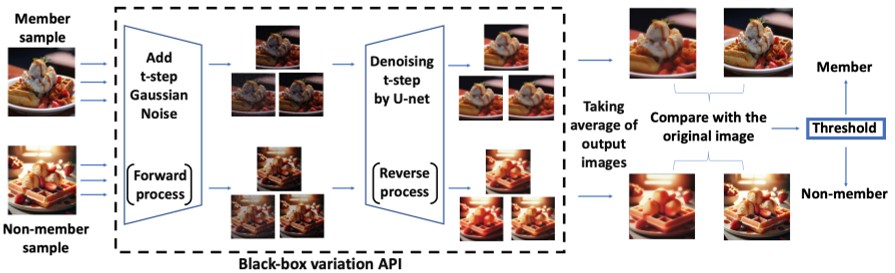 Member
sample
Add
t-step
Gaussian
Noise
Forward
process
Denoising
t-step
by U-net
Reverse
process
Taking
average of
output
images
Compare with the
original image
Member
Threshold
Non-member
Non-member
sample
Black-box variation API